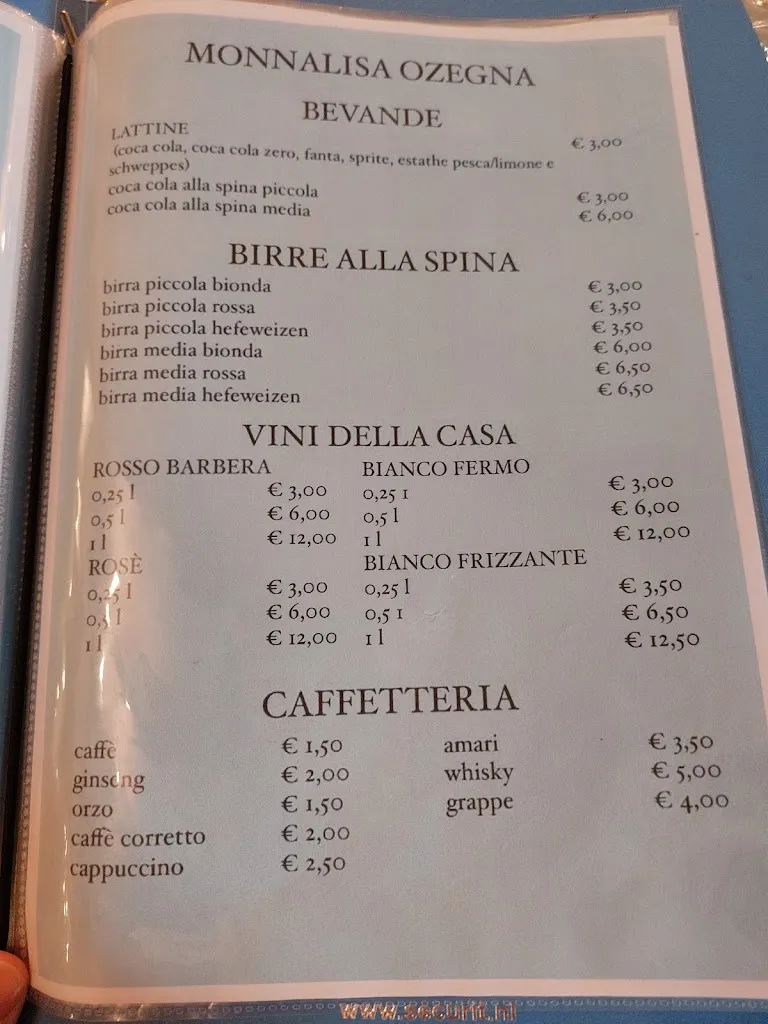 MONNALISA OZEGNA
BEVANDE
LATTINE € 3,00
(coca cola, coca cola zero, fanta, sprite, estathe pesca/limone e
schweppes)
coca cola alla spina piccola € 3,00
coca cola alla spina media € 6,00
BIRRE ALLA SPINA
birra piccola bionda € 3,00
birra piccola rossa € 3,50
birra piccola hefeweizen € 3,50
birra media bionda € 6,00
birra media rossa € 6,50
birra media hefeweizen € 6,50
VINI DELLA CASA
ROSSO BARBERA BIANCO FERMO
0,25 l € 3,00 0,25 l € 3,00
0,5 l € 6,00 0,5 l € 6,00
1 l € 12,00 1 l € 12,00
ROSÈ BIANCO FRIZZANTE
0,25 l € 3,00 0,25 l € 3,50
0,5 l € 6,00 0,5 l € 6,50
1 l € 12,00 1 l € 12,50
CAFFETTERIA
caffè € 1,50 amari € 3,50
ginseng € 2,00 whisky € 5,00
orzo € 1,50 grappe € 4,00
caffè corretto € 2,00
cappuccino € 2,50
www.securit.nl